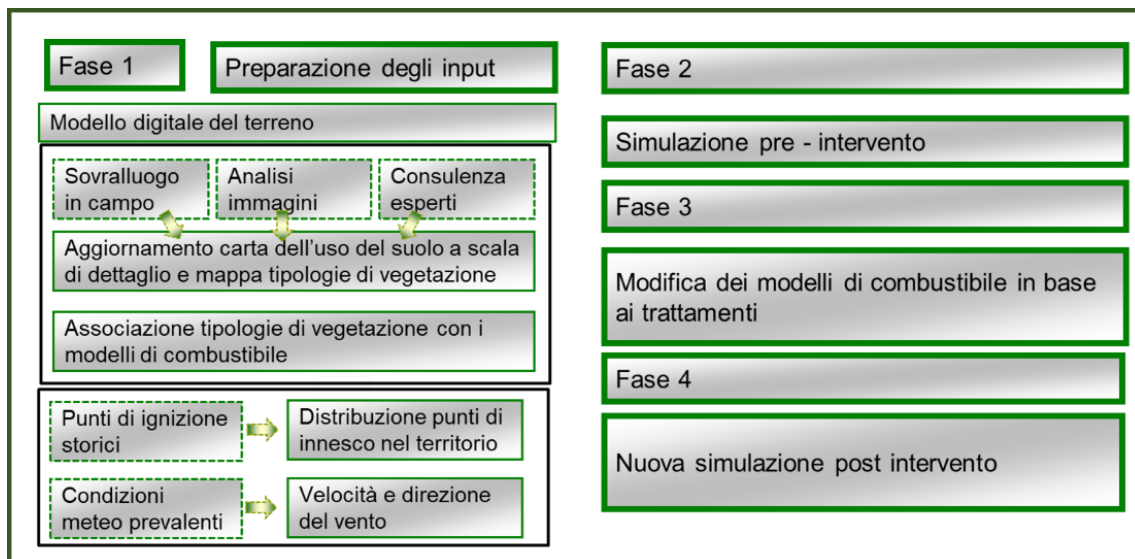 Fase 1
Preparazione degli input
Modello digitale del terreno
Sovralluogo
in campo
Analisi
immagini
Consulenza
esperti
Aggiornamento carta dell'uso del suolo a scala
di dettaglio e mappa tipologie di vegetazione
Associazione tipologie di vegetazione con i
modelli di combustibile
Punti di ignizione
storici
Distribuzione punti di
innesco nel territorio
Condizioni
meteo prevalenti
Velocità e direzione
del vento
Fase 2
Simulazione pre - intervento
Fase 3
Modifica dei modelli di combustibile in base
ai trattamenti
Fase 4
Nuova simulazione post intervento